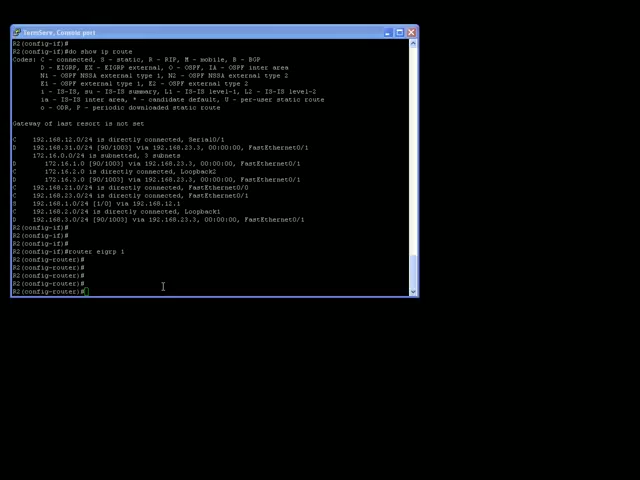 TermServ, Console port
R2(config-if)#
R2(config-if)#do show ip route
Codes: C - connected, S - static, R - RIP, M - mobile, B - BGP
D - EIGRP, EX - EIGRP external, O - OSPF, IA - OSPF inter area
N1 - OSPF NSSA external type 1, N2 - OSPF NSSA external type 2
E1 - OSPF external type 1, E2 - OSPF external type 2
i - IS-IS, su - IS-IS summary, L1 - IS-IS level-1, L2 - IS-IS level-2
ia - IS-IS inter area, * - candidate default, U - per-user static route
o - ODR, P - periodic downloaded static route
Gateway of last resort is not set
C 192.168.12.0/24 is directly connected, Serial0/1
D 192.168.31.0/24 [90/1003] via 192.168.23.3, 00:00:00, FastEthernet0/1
172.16.0.0/24 is subnetted, 3 subnets
D 172.16.1.0 [90/1003] via 192.168.23.3, 00:00:00, FastEthernet0/1
C 172.16.2.0 is directly connected, Loopback2
D 172.16.3.0 [90/1003] via 192.168.23.3, 00:00:00, FastEthernet0/1
C 192.168.21.0/24 is directly connected, FastEthernet0/0
C 192.168.23.0/24 is directly connected, FastEthernet0/1
S 192.168.1.0/24 [1/0] via 192.168.12.1
C 192.168.2.0/24 is directly connected, Loopback1
D 192.168.3.0/24 [90/1003] via 192.168.23.3, 00:00:00, FastEthernet0/1
R2(config-if)#
R2(config-if)#
R2(config-if)#
R2(config-if)#router eigrp 1
R2(config-router)#
R2(config-router)#
R2(config-router)#
R2(config-router)#
R2(config-router)#